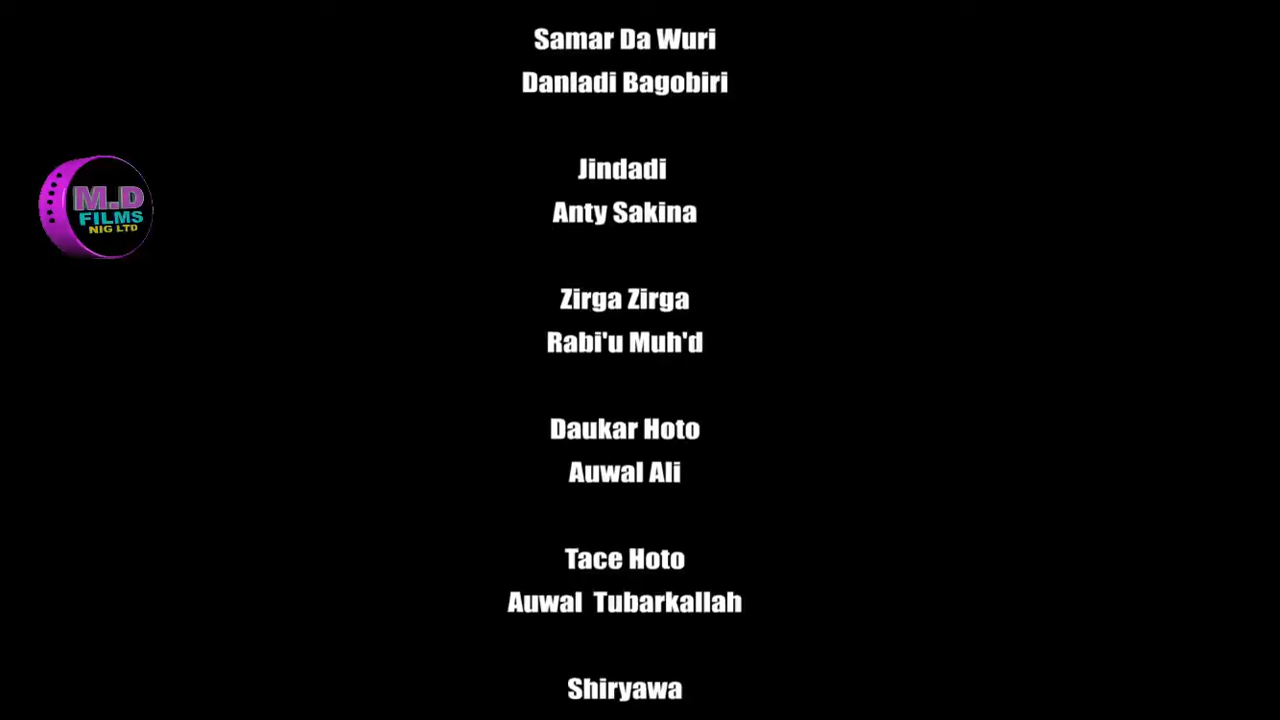 Samar Da Wuri
Danladi Bagobiri
Jindadi
Anty Sakina
M.D
FILMS
NIG LTD
Zirga Zirga
Rabi'u Muh'd
Daukar Hoto
Auwal Ali
Tace Hoto
Auwal Tubarkallah
Shiryawa